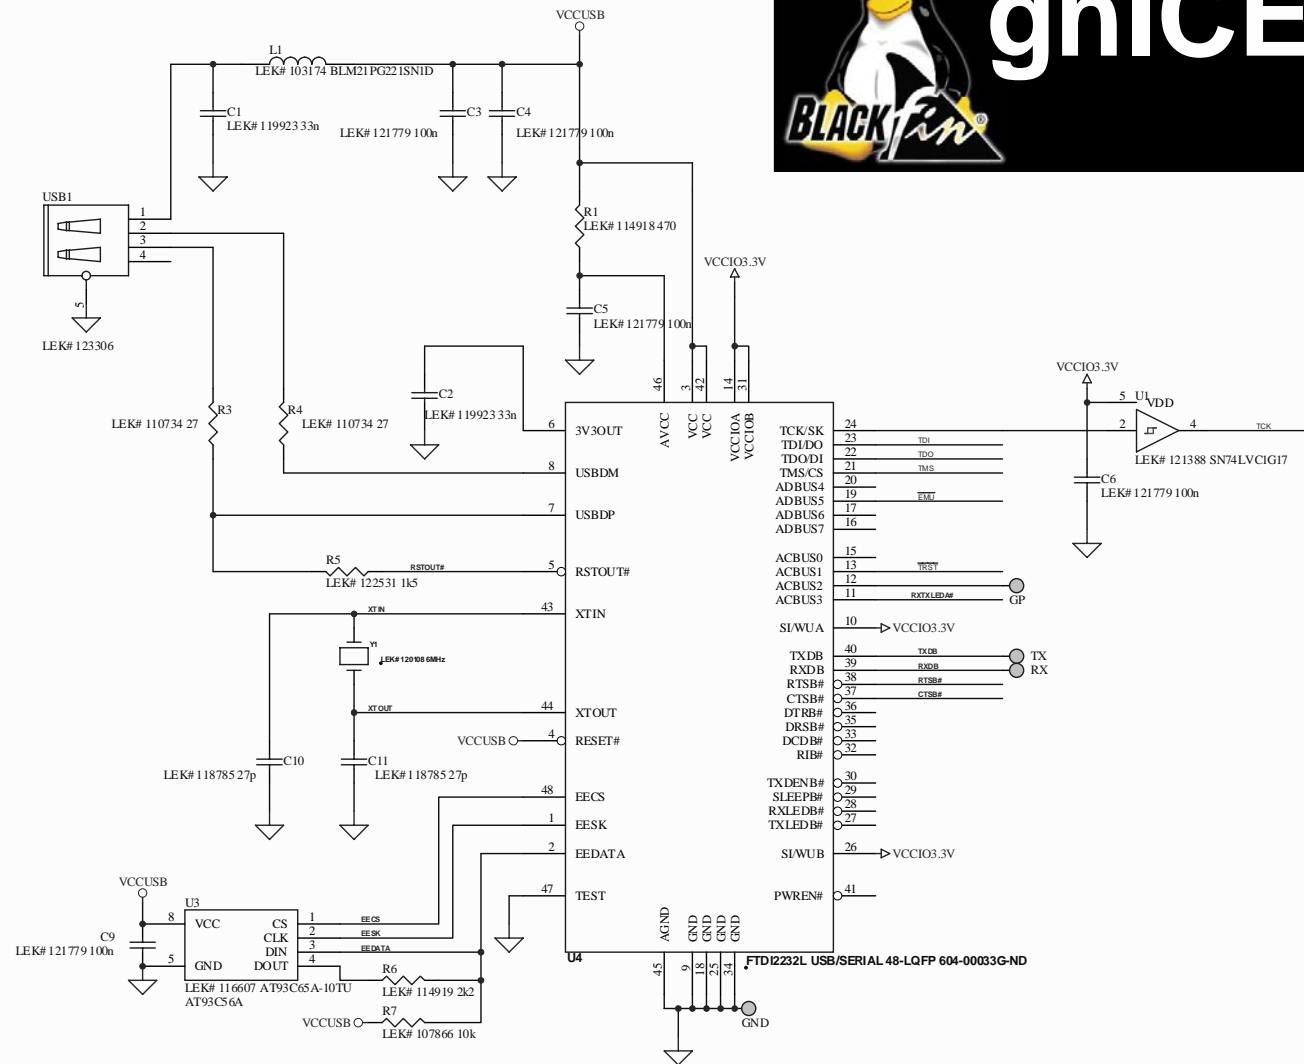 gnICE
BLACKfin®
VCCUSB
L1
LEK# 103174 BLM21PG221SN1D
C1
LEK# 119923 33n
C3
LEK# 121779 100n
C4
LEK# 121779 100n
USB1
1
2
3
4
5
LEK# 123306
R1
LEK# 114918 470
VCCIO3.3V
C5
LEK# 121779 100n
C2
LEK# 119923 33n
R3
LEK# 110734 27
R4
LEK# 110734 27
46
3
42
14
31
AVCC
VCC
VCC
VCCIOA
VCCIOB
6 3V3OUT
8 USBDM
7 USBDP
R5
LEK# 122531 1k5
RSTOUT#
5 RSTOUT#
XTIN
43 XTIN
Y1
LEK# 120108 6MHz
XTOUT
44 XTOUT
VCCUSB
4 RESET#
C10
LEK# 118785 27p
C11
LEK# 118785 27p
48 EECS
1 EESK
2 EEDATA
47 TEST
TCK/SK 24
TDI/DO 23 TDI
TDO/DI 22 TDO
TMS/CS 21 TMS
ADBUS4 20
ADBUS5 19 EMU
ADBUS6 17
ADBUS7 16
ACBUS0 15
ACBUS1 13 TRST
ACBUS2 12
GP
ACBUS3 11 RXTXLEDA#
SI/WUA 10 VCCIO3.3V
TXDB 40 TXDB TX
RXDB 39 RXDB RX
RTSB# 38 RTSB#
CTSB# 37 CTSB#
DTRB# 36
DRSB# 35
DCDB# 33
RIB# 32
TXDENB# 30
SLEEPB# 29
RXLEDB# 28
TXLEDB# 27
SI/WUB 26 VCCIO3.3V
PWREN# 41
VCCIO3.3V
5 U1 VDD
2
4
TCK
LEK# 121388 SN74LVC1G17
C6
LEK# 121779 100n
VCCUSB
U3
8 VCC
5 GND
CS 1 EECS
CLK 2 EESK
DIN 3 EEDATA
DOUT 4
C9
LEK# 121779 100n
LEK# 116607 AT93C65A-10TU
AT93C56A
R6
LEK# 114919 2k2
VCCUSB
R7
LEK# 107866 10k
AGND
GND
GND
GND
GND
45
9
18
25
34
U4
FTDI2232L USB/SERIAL 48-LQFP 604-00033G-ND
GND